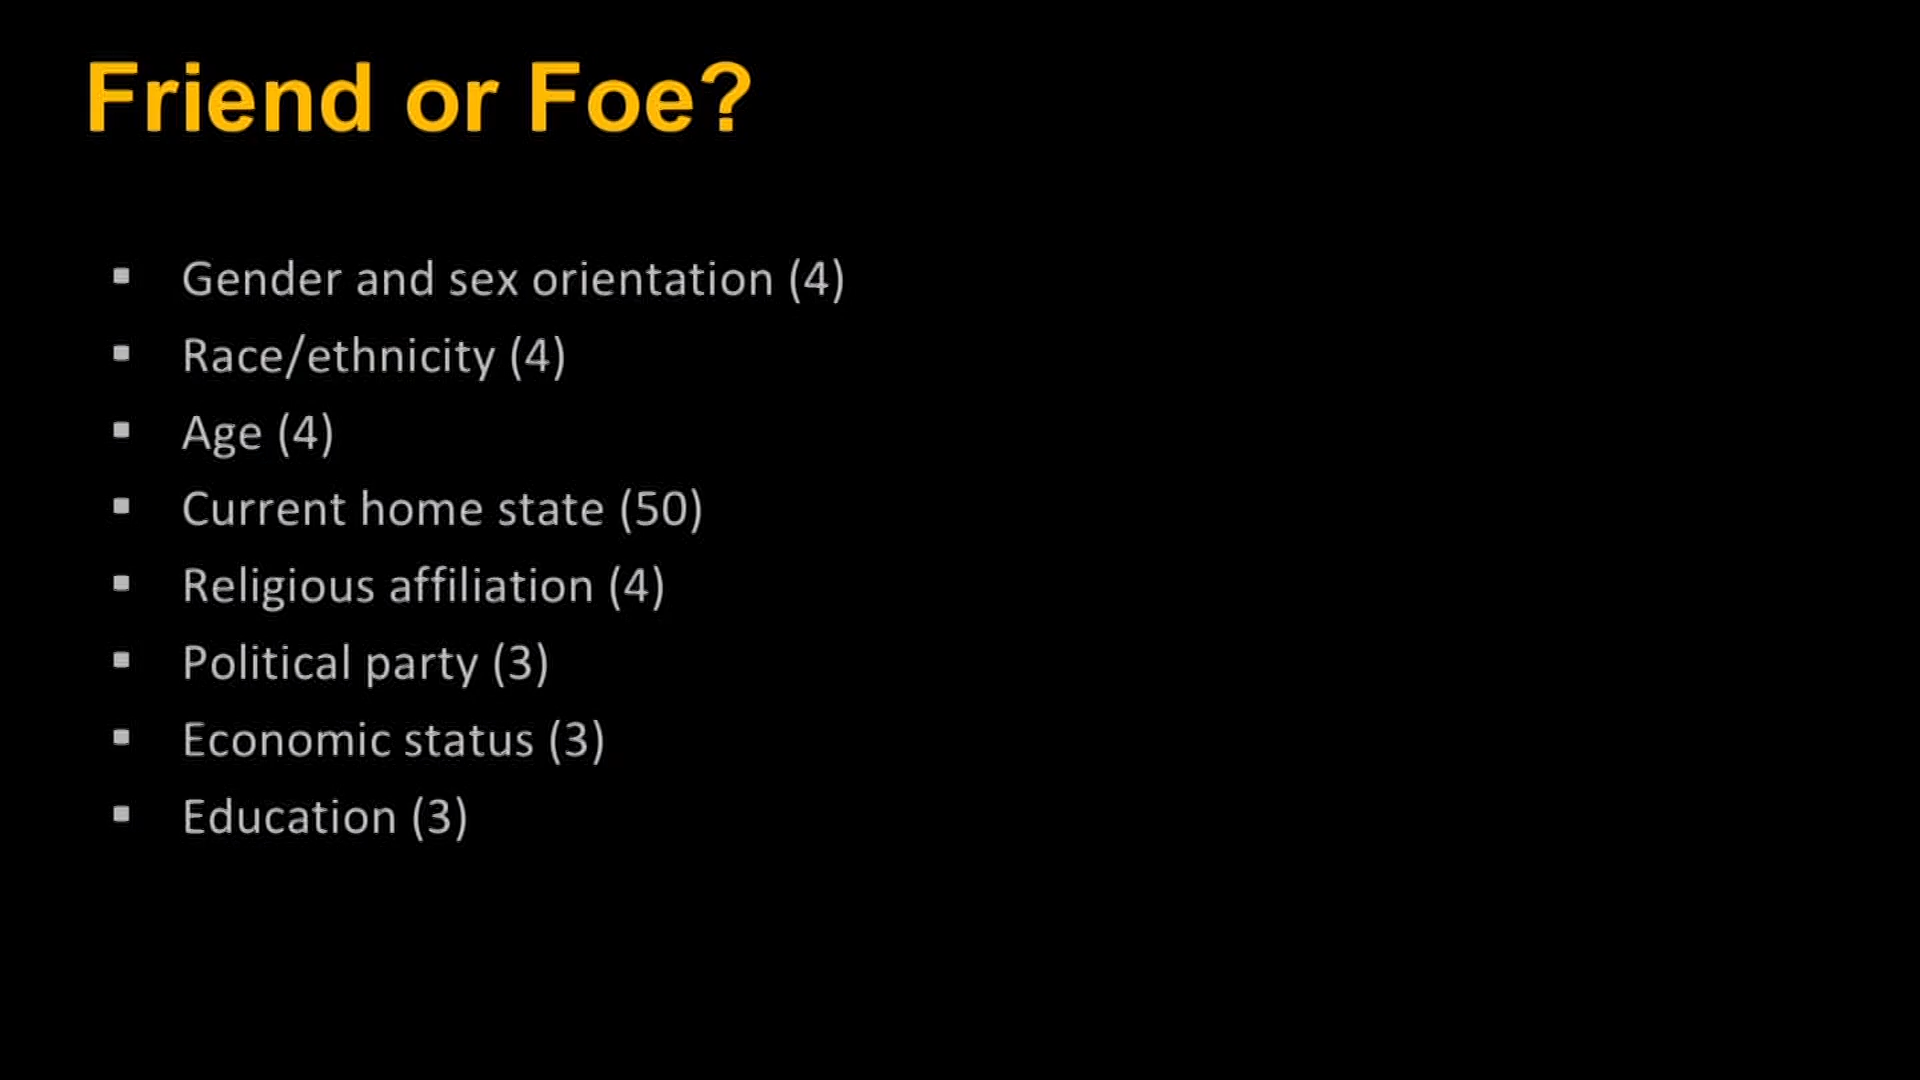 Friend or Foe?
▪ Gender and sex orientation (4)
▪ Race/ethnicity (4)
▪ Age (4)
▪ Current home state (50)
▪ Religious affiliation (4)
▪ Political party (3)
▪ Economic status (3)
▪ Education (3)